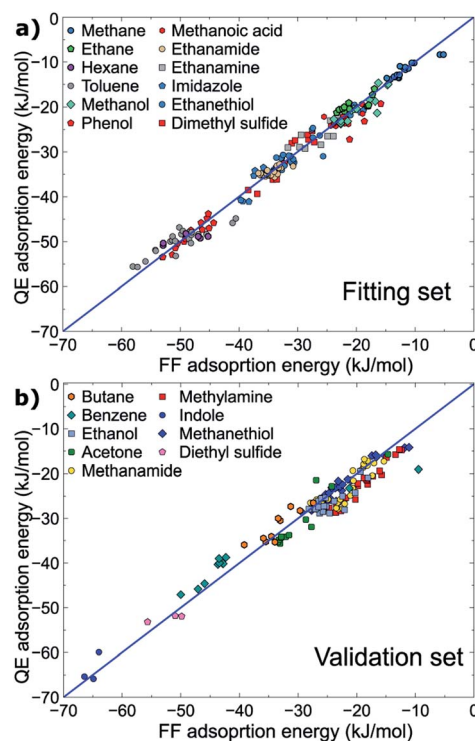 a)
Methane
Ethane
Hexane
Toluene
Methanol
Phenol
Methanoic acid
Ethanamide
Ethanamine
Imidazole
Ethanethiol
Dimethyl sulfide
0
−10
−20
−30
−40
−50
−60
−70
QE adsorption energy (kJ/mol)
Fitting set
−70 −60 −50 −40 −30 −20 −10 0
FF adsoprtion energy (kJ/mol)
b)
Butane
Benzene
Ethanol
Acetone
Methanamide
Methylamine
Indole
Methanethiol
Diethyl sulfide
0
−10
−20
−30
−40
−50
−60
−70
QE adsorption energy (kJ/mol)
Validation set
−70 −60 −50 −40 −30 −20 −10 0
FF adsoprtion energy (kJ/mol)